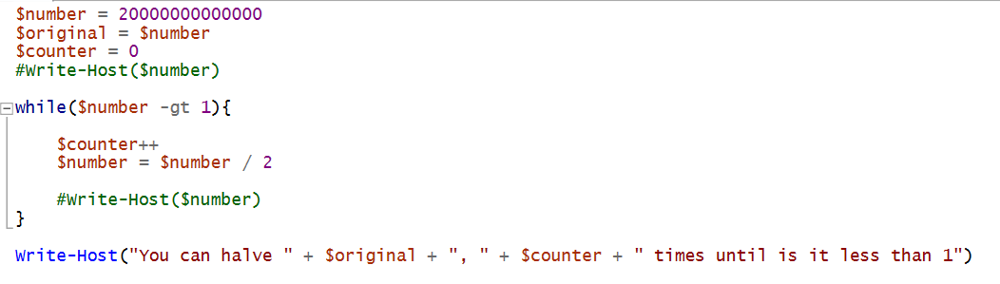 $number = 20000000000000
$original = $number
$counter = 0
#Write-Host($number)
while($number -gt 1){
$counter++
$number = $number / 2
#Write-Host($number)
}
Write-Host("You can halve " + $original + ", " + $counter + " times until is it less than 1")